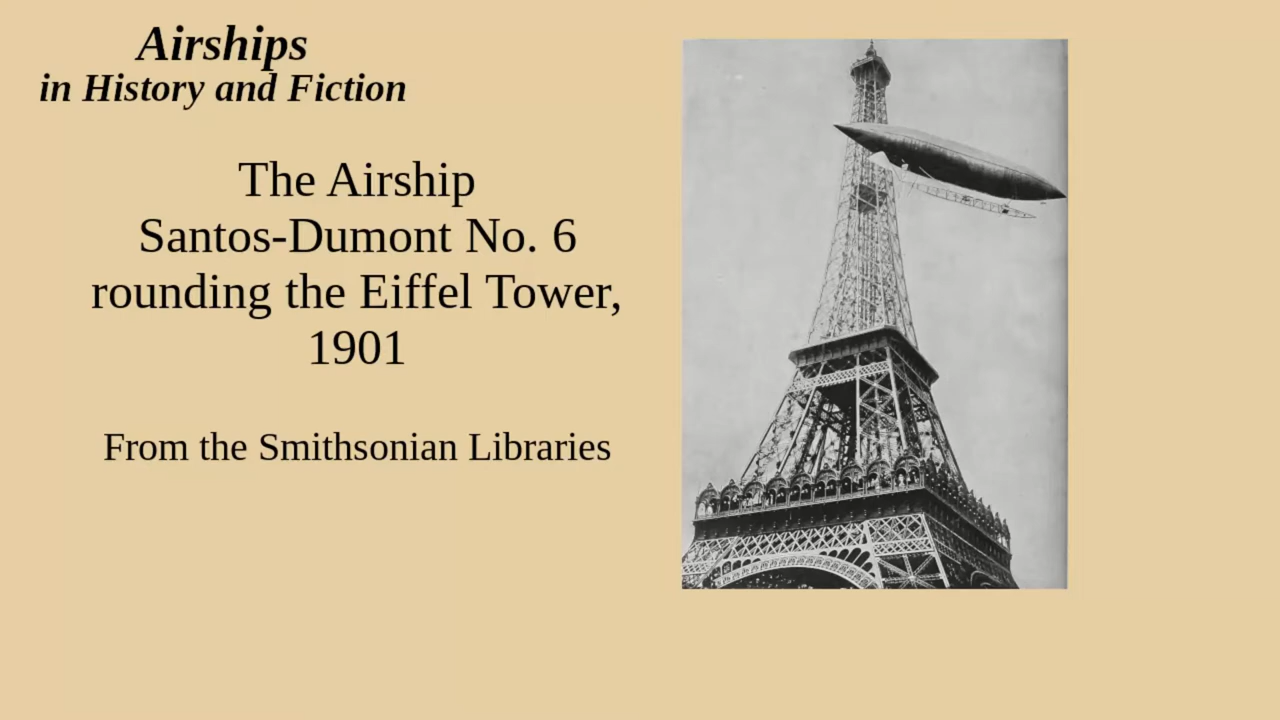 Airships
in History and Fiction
The Airship
Santos-Dumont No. 6
rounding the Eiffel Tower,
1901
From the Smithsonian Libraries